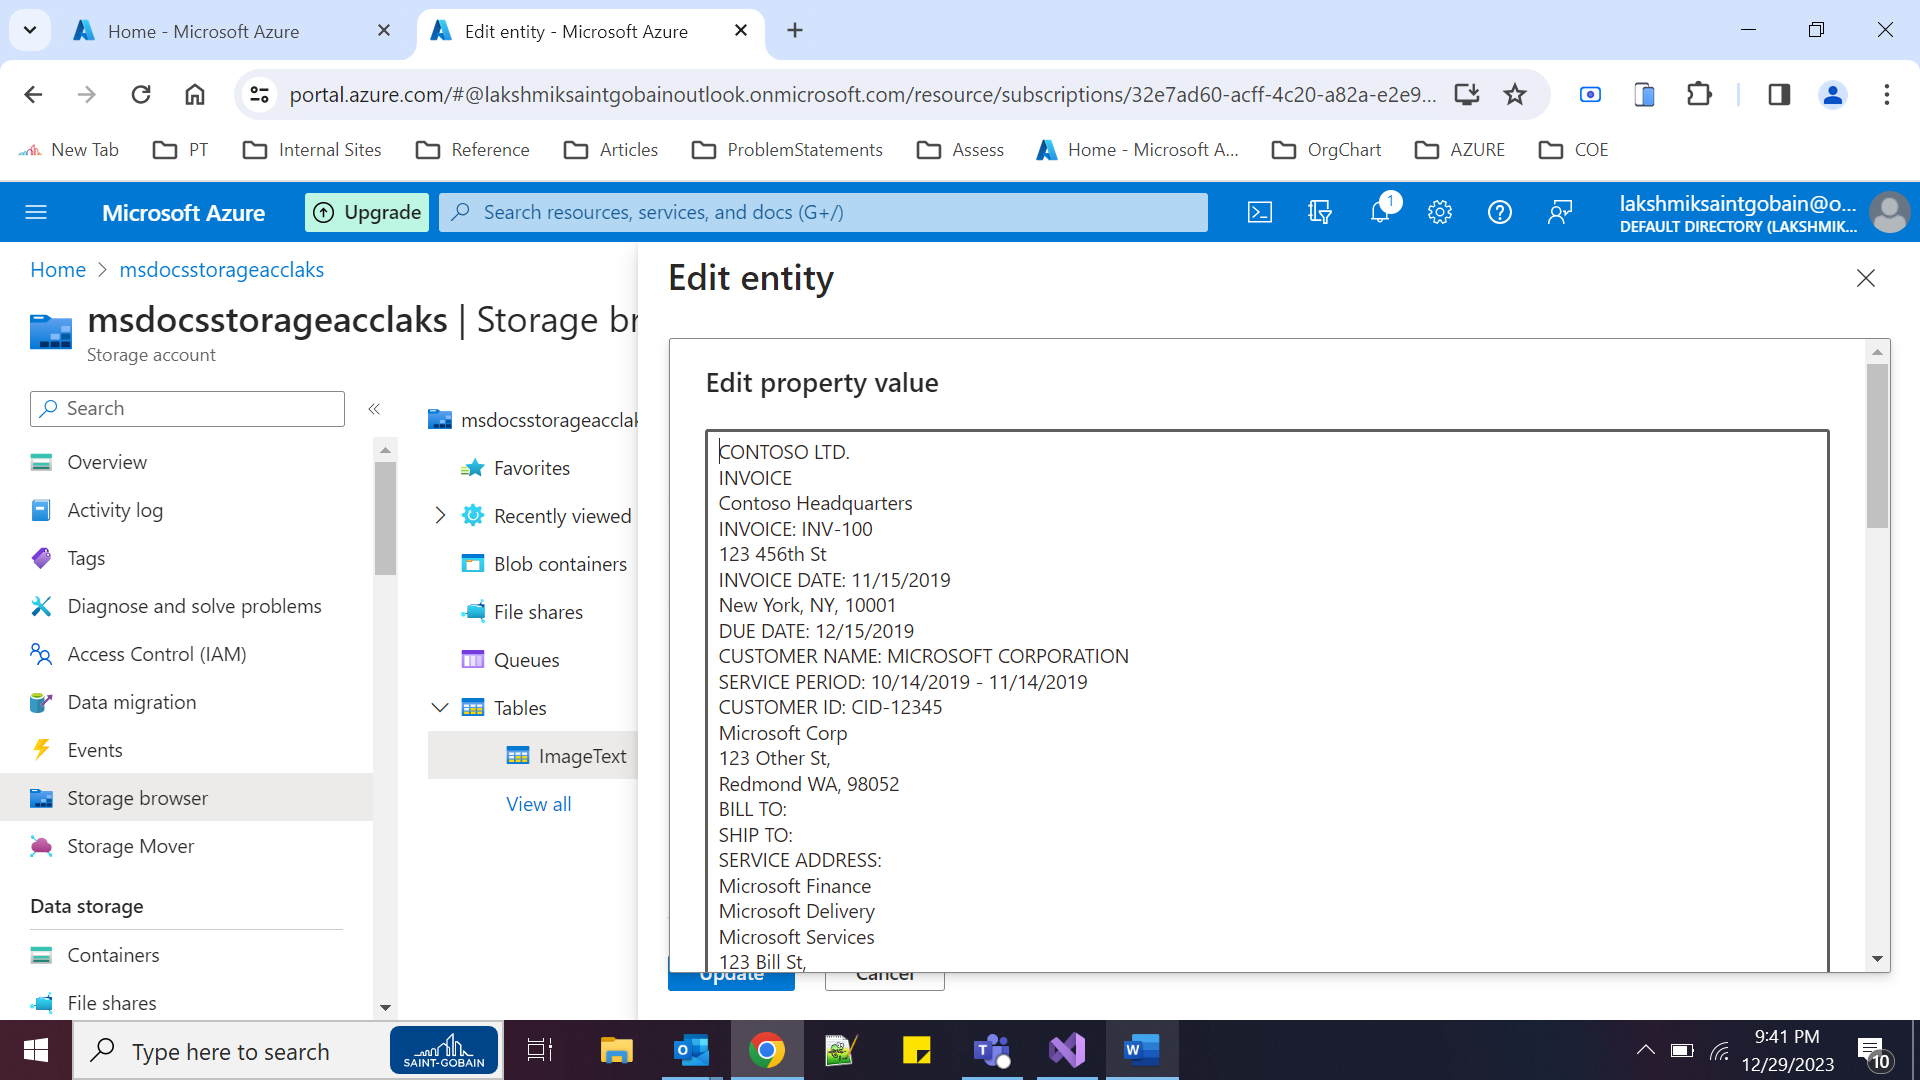 Home - Microsoft Azure
Edit entity - Microsoft Azure
portal.azure.com/#@lakshmiksaintgobainoutlook.onmicrosoft.com/resource/subscriptions/32e7ad60-acff-4c20-a82a-e2e9...
New Tab
PT
Internal Sites
Reference
Articles
ProblemStatements
Assess
Home - Microsoft A...
OrgChart
AZURE
COE
Microsoft Azure
Upgrade
Search resources, services, and docs (G+/)
1
lakshmiksaintgobain@o...
DEFAULT DIRECTORY (LAKSHMIK...
Home > msdocsstorageacclaks
msdocsstorageacclaks | Storage br
Storage account
Search
Overview
Activity log
Tags
Diagnose and solve problems
Access Control (IAM)
Data migration
Events
Storage browser
Storage Mover
Data storage
Containers
File shares
msdocsstorageacclak
Favorites
Recently viewed
Blob containers
File shares
Queues
Tables
ImageText
View all
Edit entity
Edit property value
CONTOSO LTD.
INVOICE
Contoso Headquarters
INVOICE: INV-100
123 456th St
INVOICE DATE: 11/15/2019
New York, NY, 10001
DUE DATE: 12/15/2019
CUSTOMER NAME: MICROSOFT CORPORATION
SERVICE PERIOD: 10/14/2019 - 11/14/2019
CUSTOMER ID: CID-12345
Microsoft Corp
123 Other St,
Redmond WA, 98052
BILL TO:
SHIP TO:
SERVICE ADDRESS:
Microsoft Finance
Microsoft Delivery
Microsoft Services
123 Bill St,
Update
Cancel
Type here to search
SAINT-GOBAIN
9:41 PM
12/29/2023
10